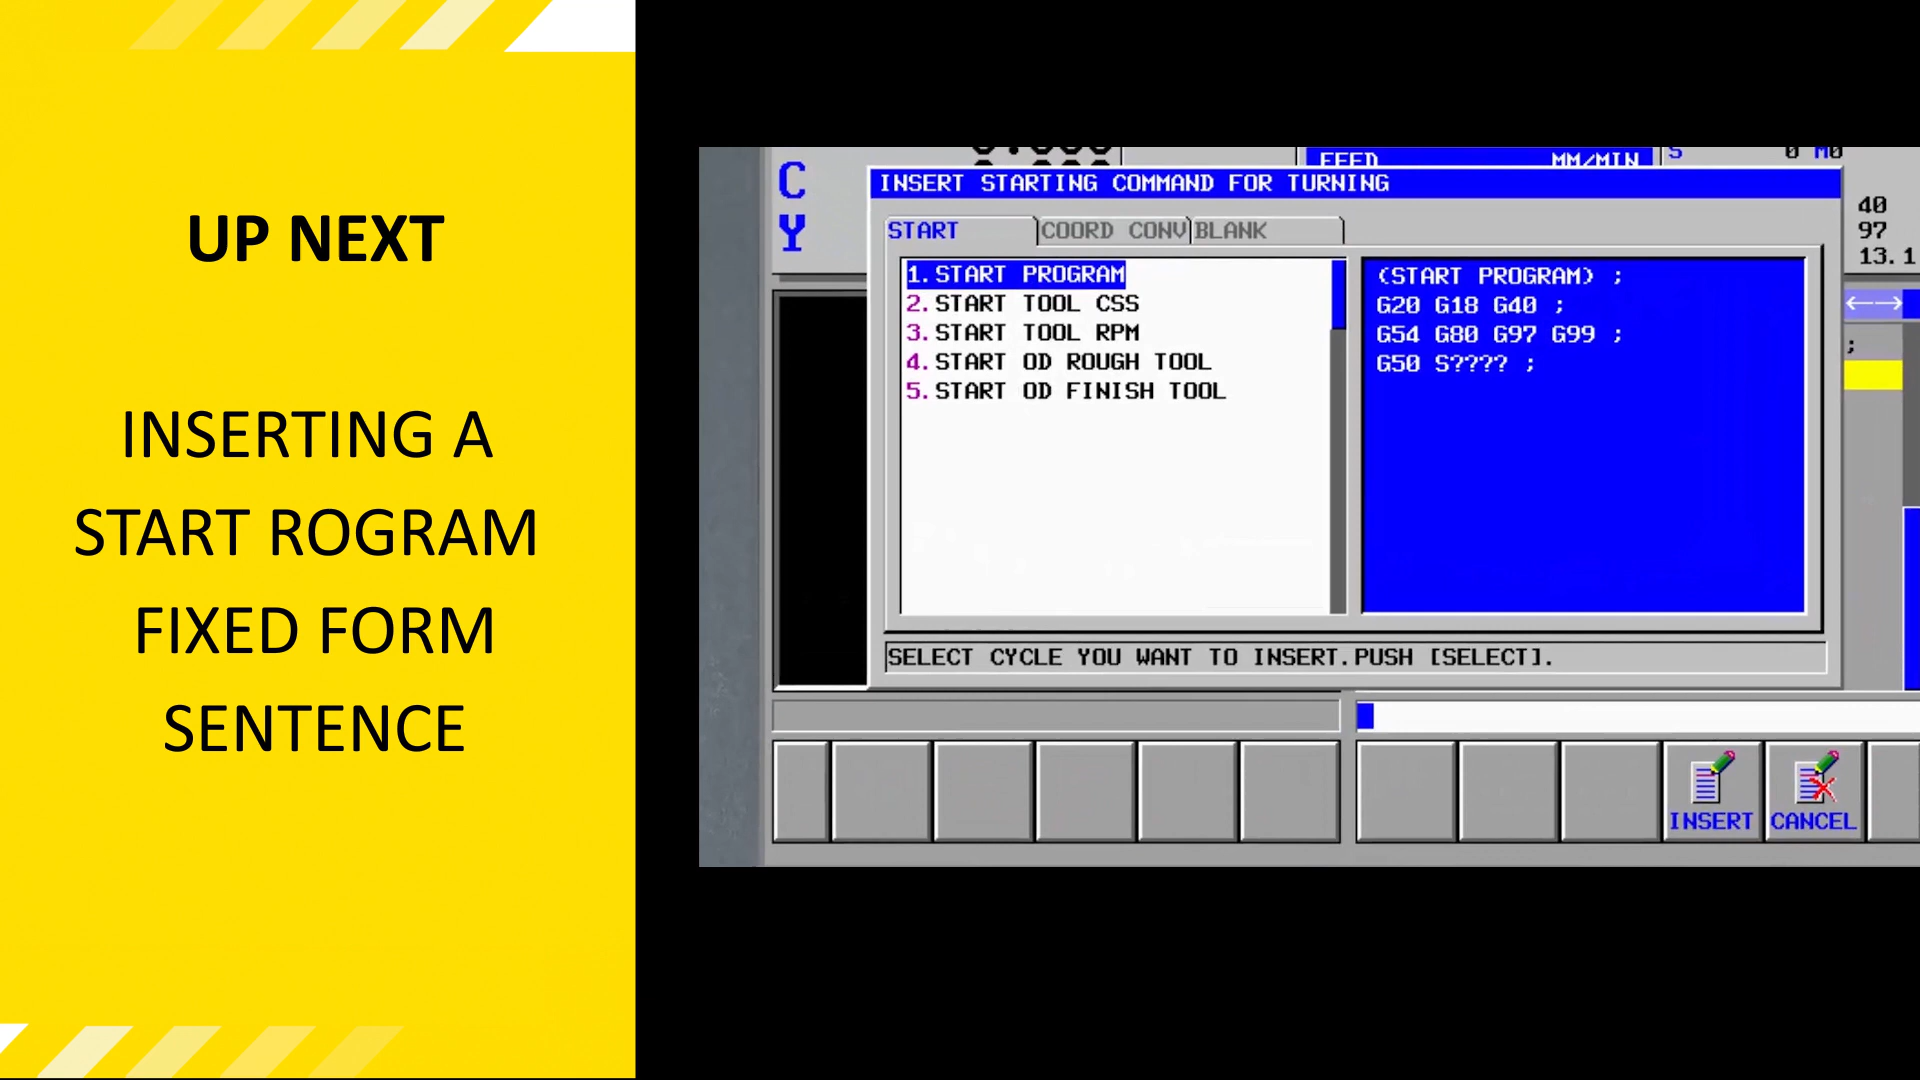 UP NEXT
INSERTING A
START ROGRAM
FIXED FORM
SENTENCE
C
Y
FEED MM/MIN
S 0 M0
INSERT STARTING COMMAND FOR TURNING
40
97
13.1
START COORD CONV BLANK
1.START PROGRAM
2.START TOOL CSS
3.START TOOL RPM
4.START OD ROUGH TOOL
5.START OD FINISH TOOL
(START PROGRAM) ;
G20 G18 G40 ;
G54 G80 G97 G99 ;
G50 S???? ;
;
SELECT CYCLE YOU WANT TO INSERT.PUSH [SELECT].
INSERT
CANCEL